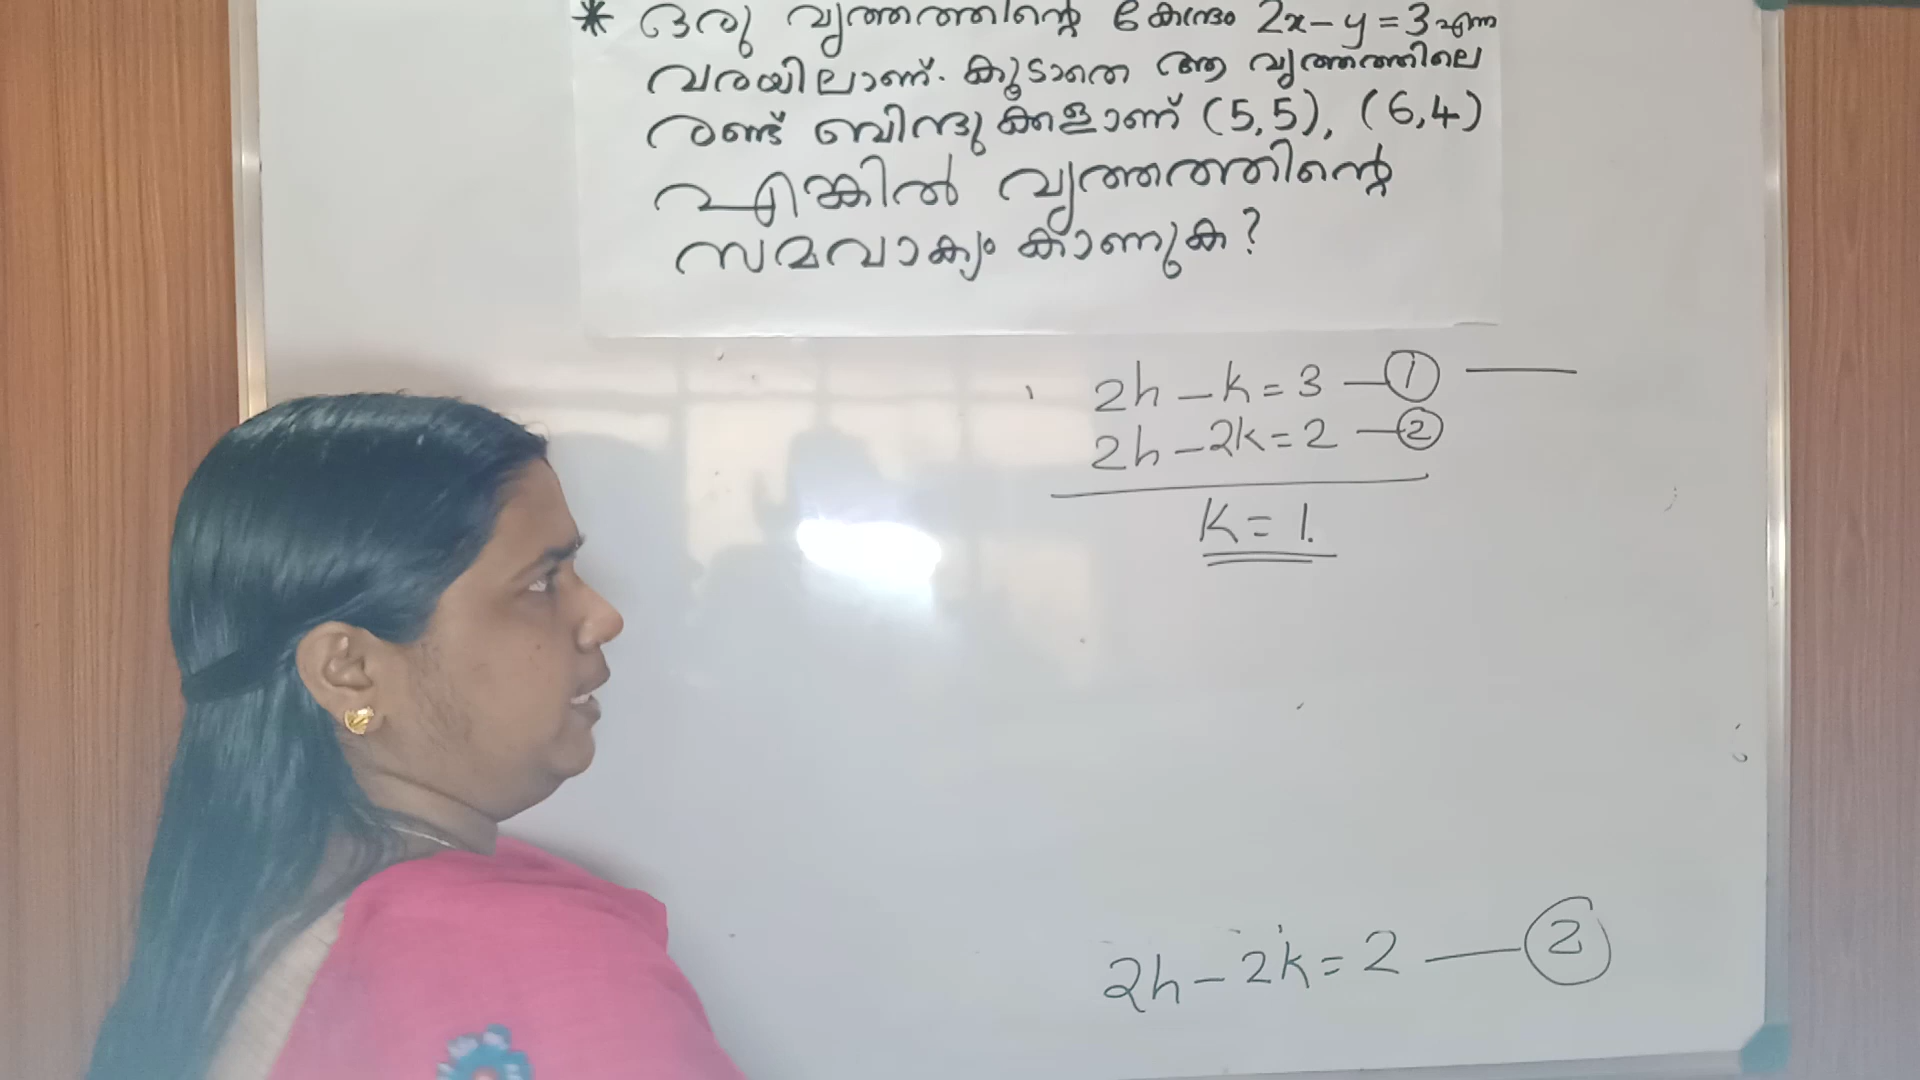 * ഒരു വൃത്തത്തിന്റെ കേന്ദ്രം 2x - y = 3 എന്ന
വരയിലാണ്. കൂടാതെ ആ വൃത്തത്തിലെ
രണ്ട് ബിന്ദുക്കളാണ് (5,5), (6,4)
എങ്കിൽ വൃത്തത്തിന്റെ
സമവാക്യം കാണുക?
2h - k = 3 — ①
2h - 2k = 2 — ②
k = 1.
2h - 2k = 2 — ②